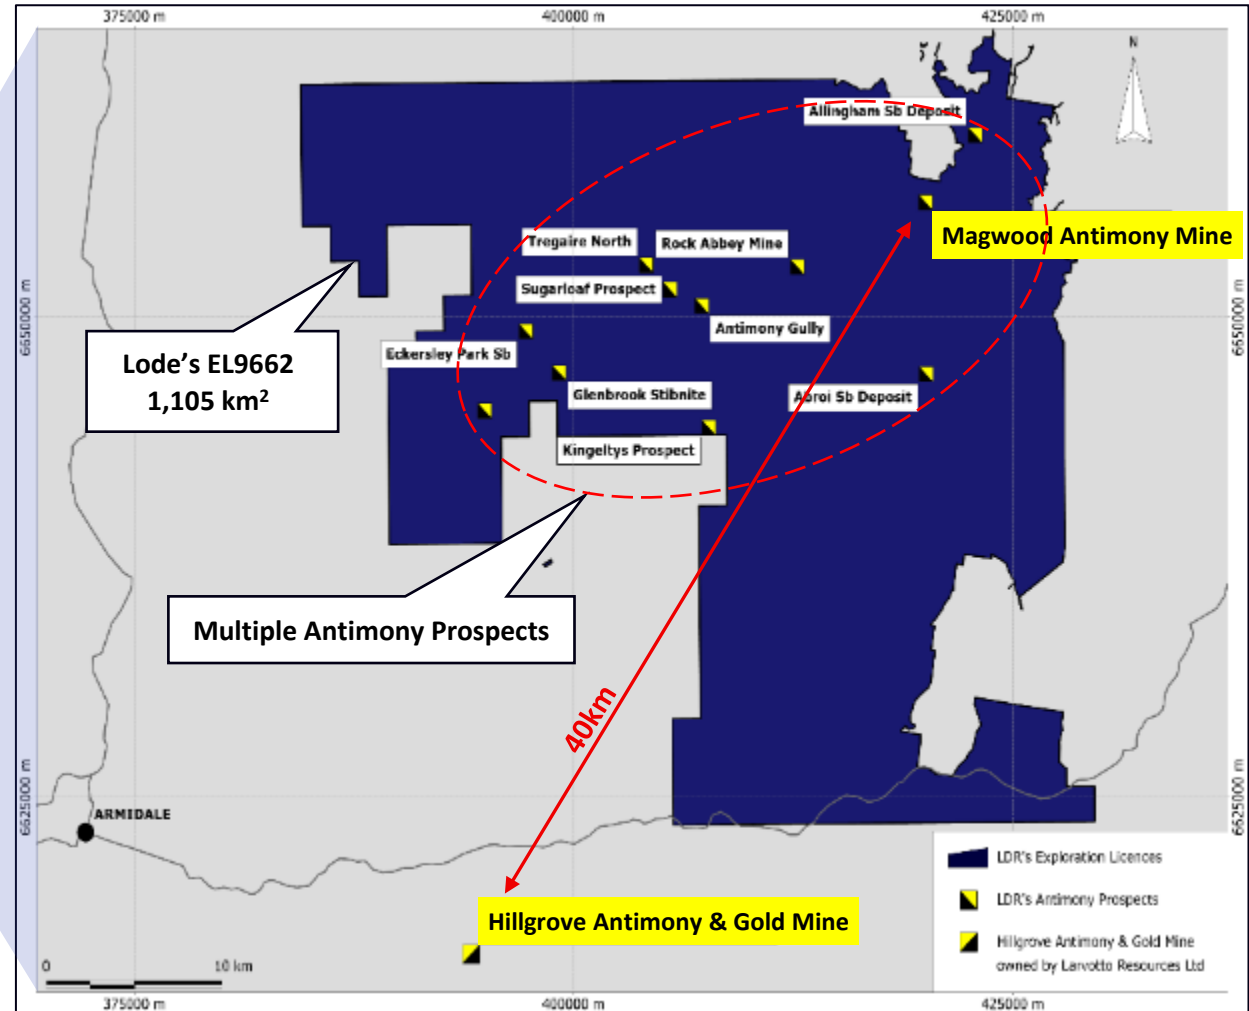 375000 m
400000 m
425000 m
N
Allingham Sb Deposit
Magwood Antimony Mine
Tregaire North
Rock Abbey Mine
Sugarloaf Prospect
Antimony Gully
6650000 m
6650000 m
Eckersley Park Sb
Lode’s EL9662
1,105 km²
Glenbrook Stibnite
Abroi Sb Deposit
Kingeltys Prospect
Multiple Antimony Prospects
40km
6625000 m
6625000 m
ARMIDALE
LDR's Exploration Licences
LDR's Antimony Prospects
Hillgrove Antimony & Gold Mine
Hillgrove Antimony & Gold Mine
owned by Larvotto Resources Ltd
0
10 km
375000 m
400000 m
425000 m